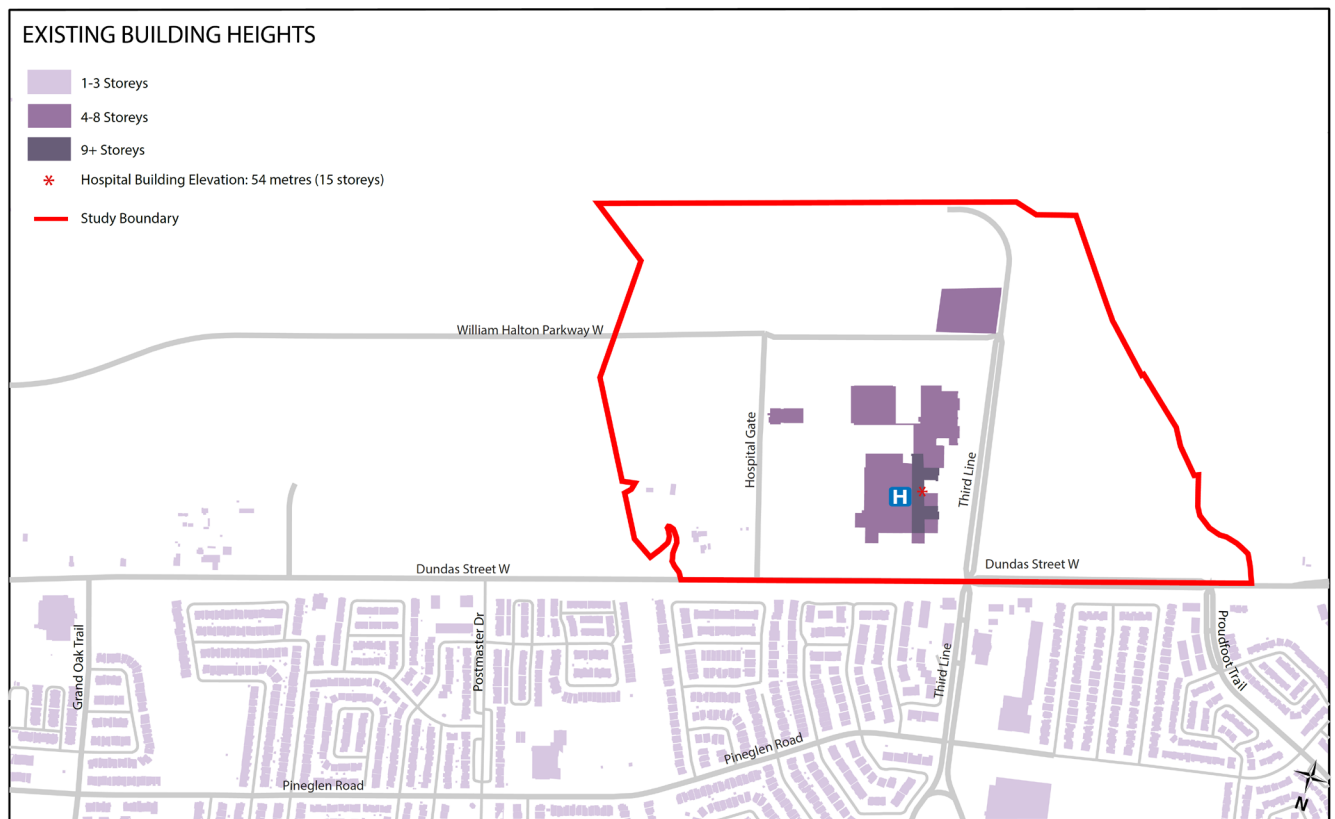 EXISTING BUILDING HEIGHTS
1-3 Storeys
4-8 Storeys
9+ Storeys
* Hospital Building Elevation: 54 metres (15 storeys)
Study Boundary
William Halton Parkway W
Hospital Gate
Third Line
H
*
Dundas Street W
Dundas Street W
Grand Oak Trail
Postmaster Dr
Third Line
Proudfoot Trail
Pineglen Road
Pineglen Road
N